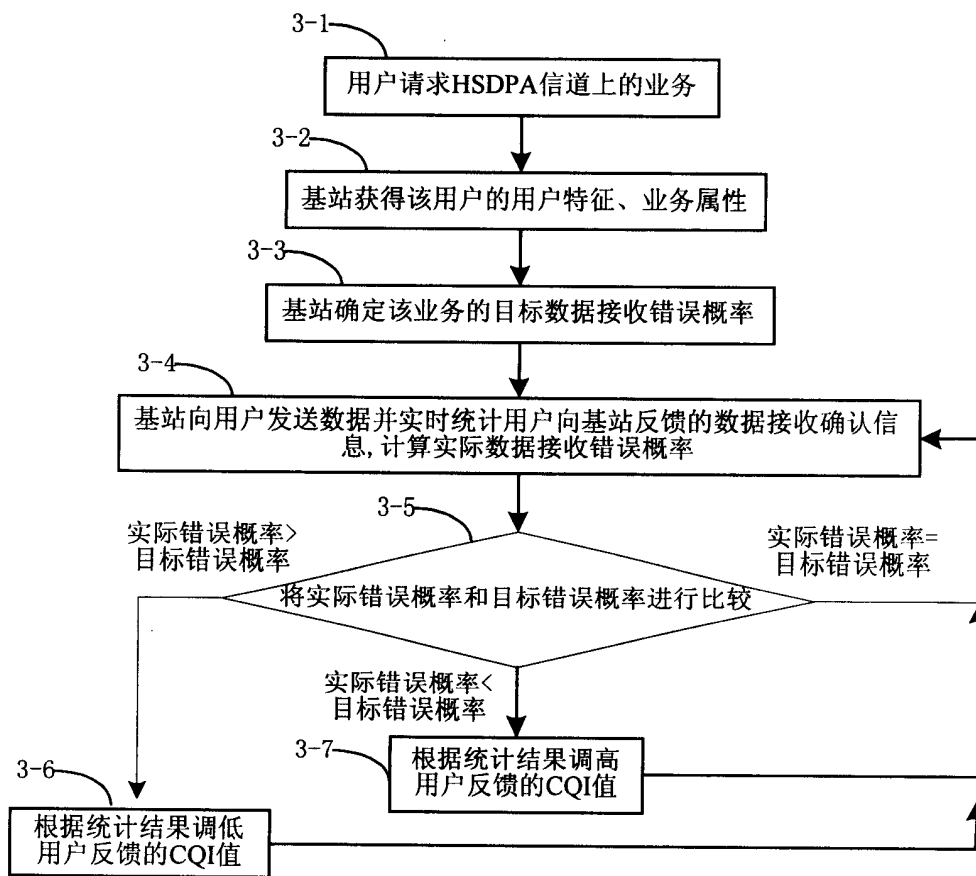 3-1
用户请求HSDPA信道上的业务
3-2
基站获得该用户的用户特征、业务属性
3-3
基站确定该业务的目标数据接收错误概率
3-4
基站向用户发送数据并实时统计用户向基站反馈的数据接收确认信
息,计算实际数据接收错误概率
3-5
实际错误概率>
目标错误概率
实际错误概率=
目标错误概率
将实际错误概率和目标错误概率进行比较
实际错误概率<
目标错误概率
3-7
根据统计结果调高
用户反馈的CQI值
3-6
根据统计结果调低
用户反馈的CQI值